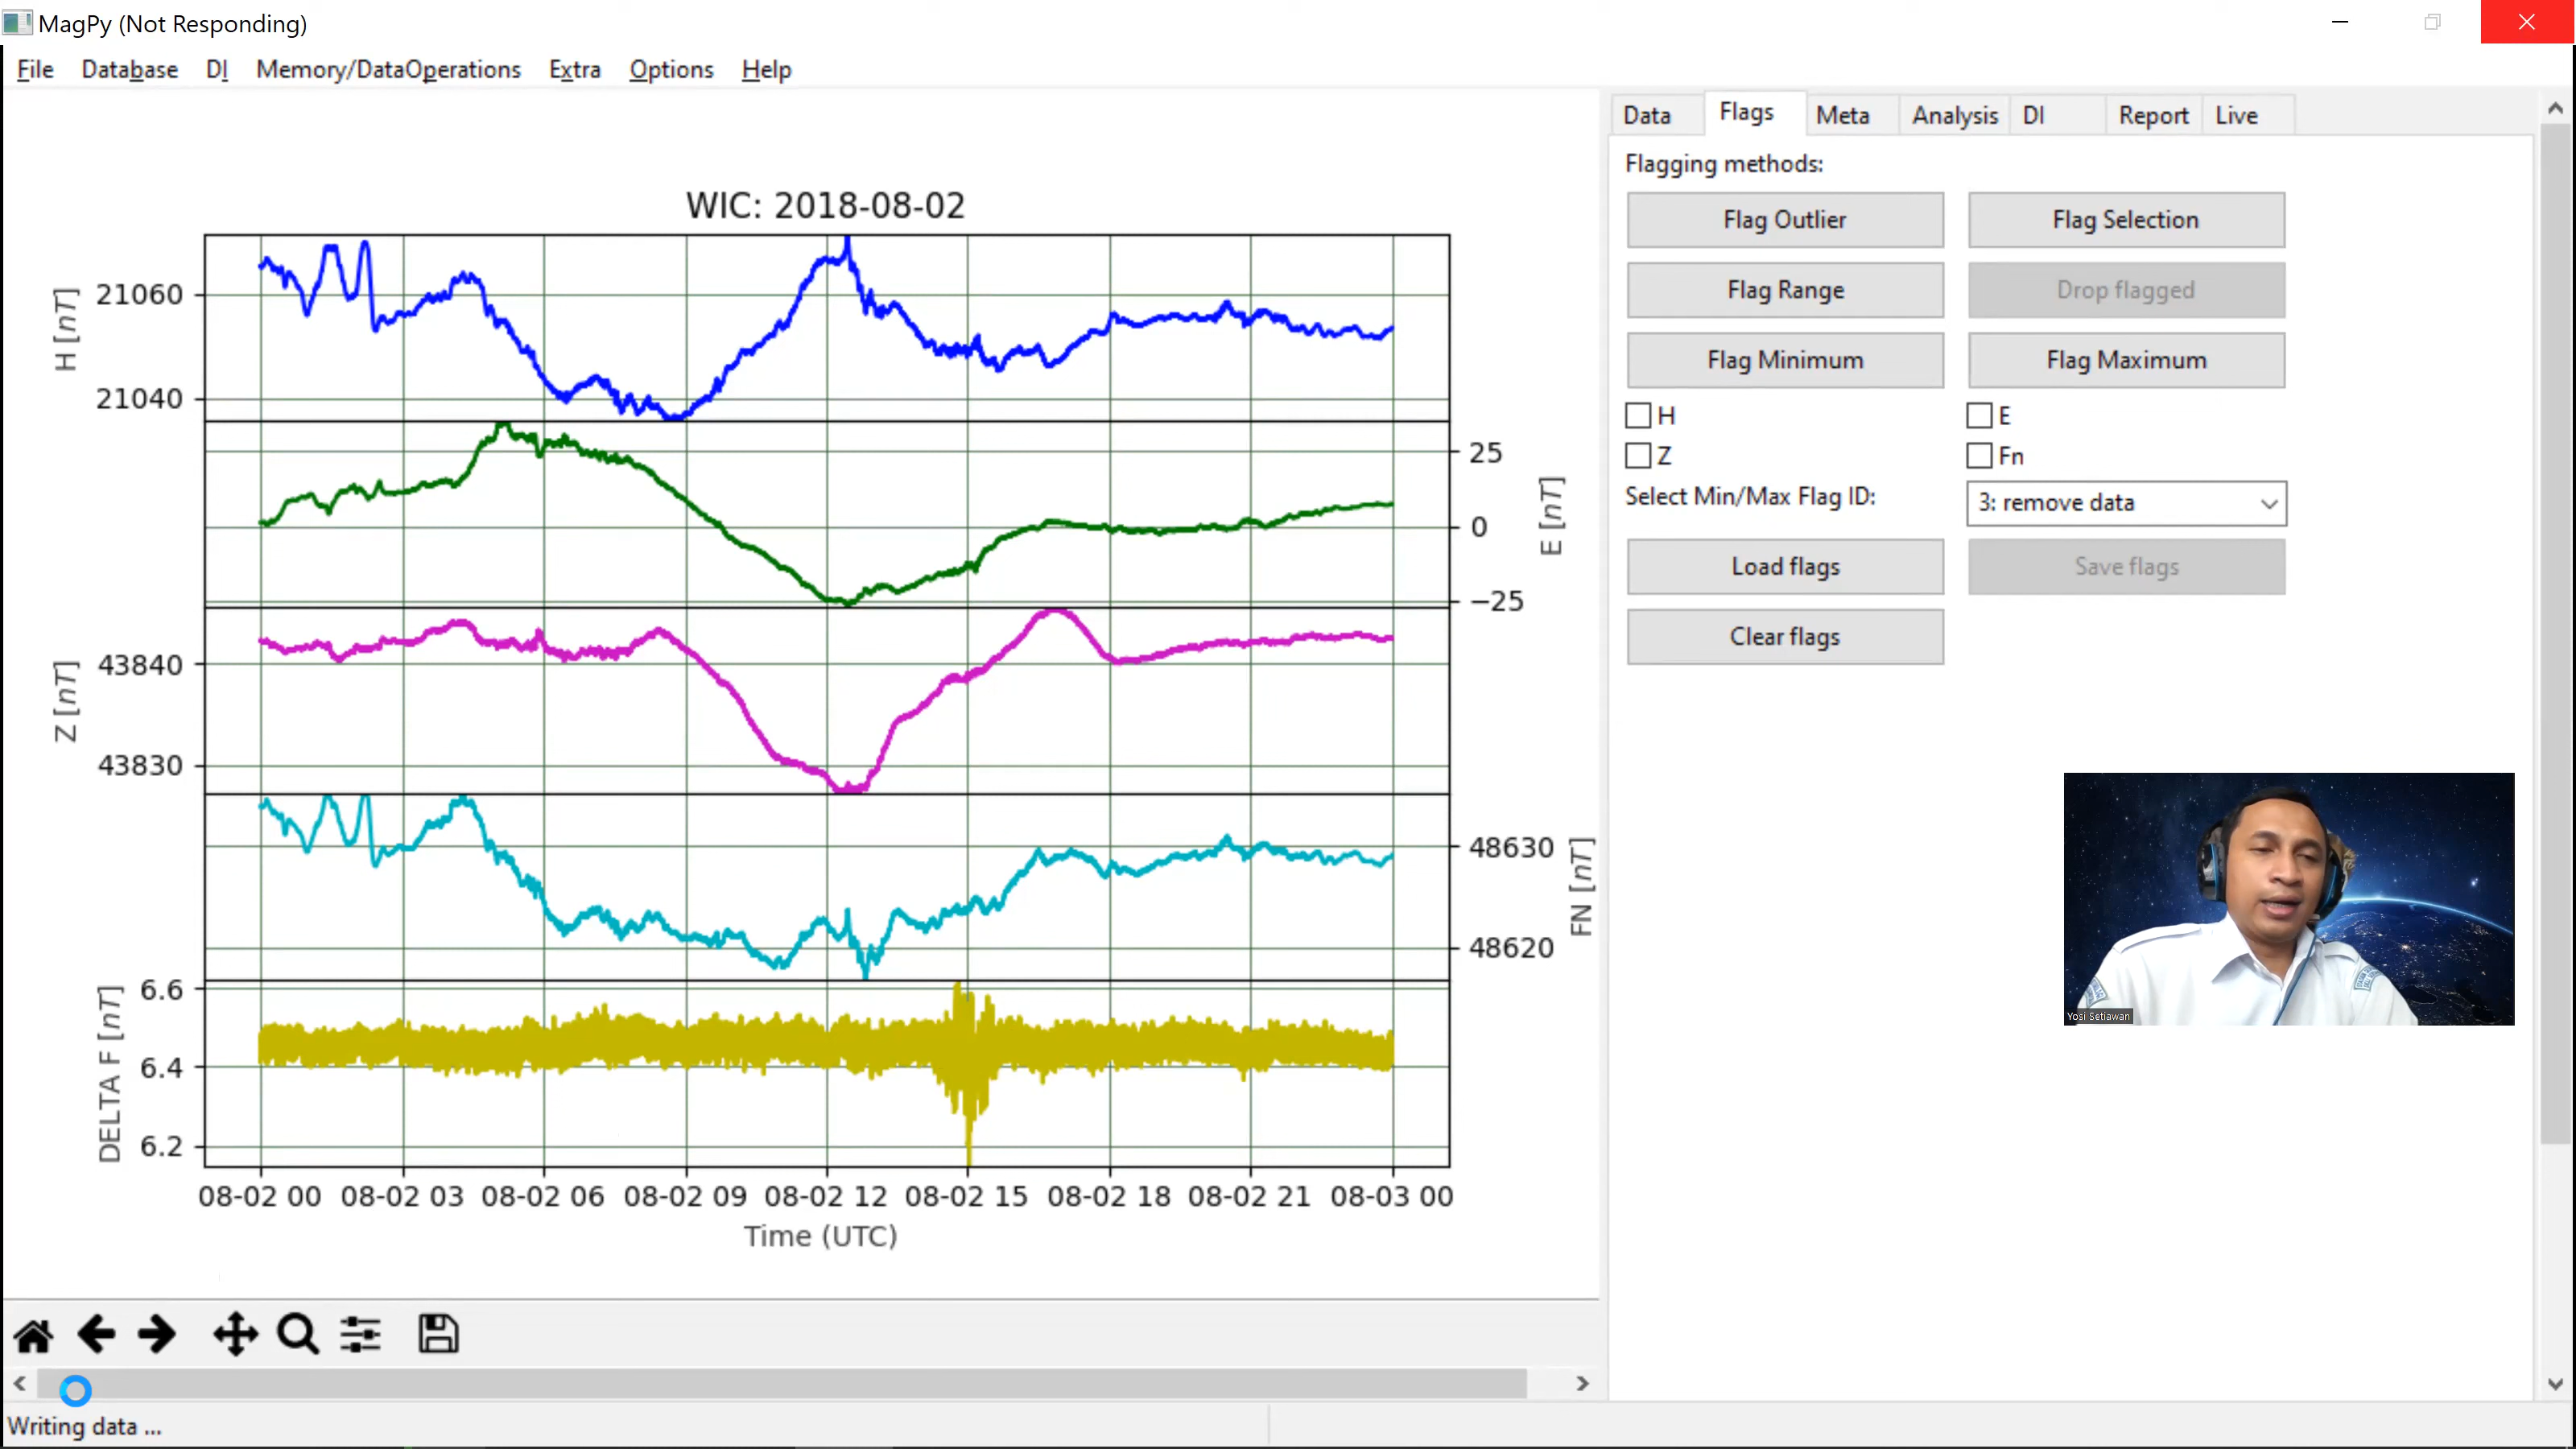 MagPy (Not Responding)
File Database DI Memory/DataOperations Extra Options Help
WIC: 2018-08-02
H [nT]
21060
21040
25
0
−25
E [nT]
Z [nT]
43840
43830
48630
48620
FN [nT]
DELTA F [nT]
6.6
6.4
6.2
08-02 00 08-02 03 08-02 06 08-02 09 08-02 12 08-02 15 08-02 18 08-02 21 08-03 00
Time (UTC)
Writing data ...
Data Flags Meta Analysis DI Report Live
Flagging methods:
Flag Outlier Flag Selection
Flag Range Drop flagged
Flag Minimum Flag Maximum
H E
Z Fn
Select Min/Max Flag ID: 3: remove data
Load flags Save flags
Clear flags
Yosi Setiawan